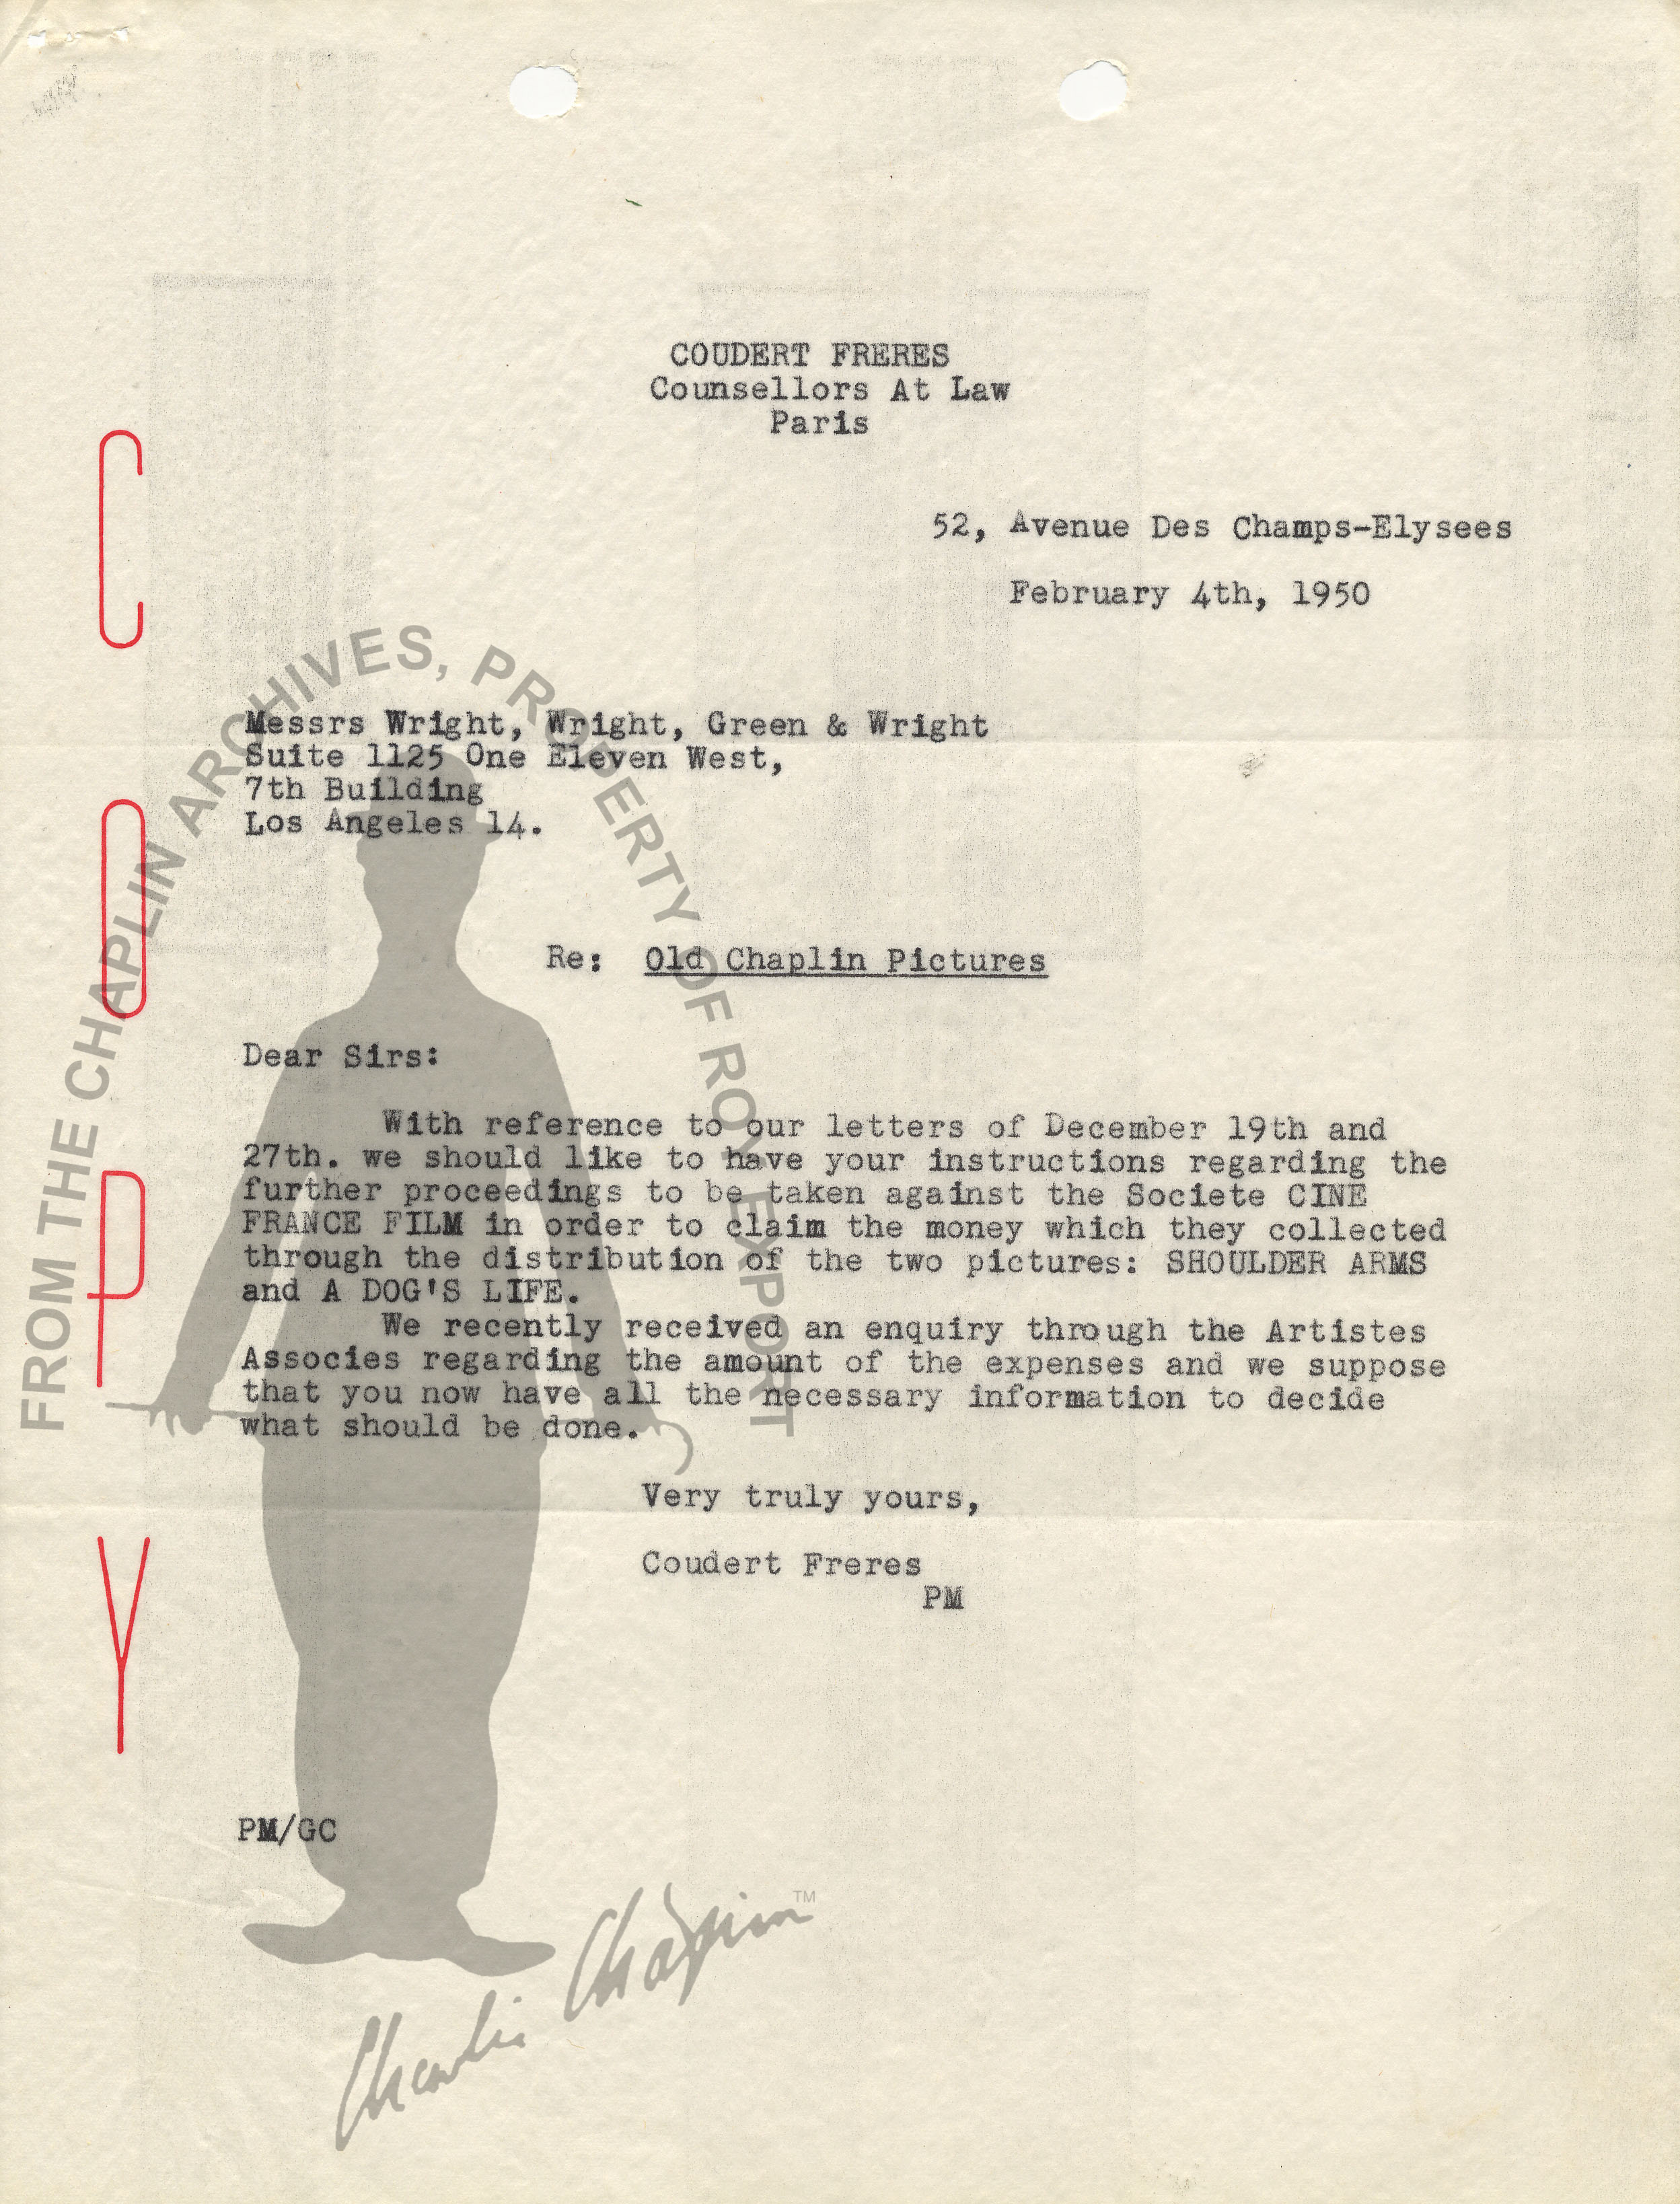 COUDERT FRERES
Counsellors At Law
Paris
52, Avenue Des Champs-Elysees
February 4th, 1950
Messrs Wright, Wright, Green & Wright
Suite 1125 One Eleven West,
7th Building
Los Angeles 14.
Re: Old Chaplin Pictures
Dear Sirs:
With reference to our letters of December 19th and
27th. we should like to have your instructions regarding the
further proceedings to be taken against the Societe CINE
FRANCE FILM in order to claim the money which they collected
through the distribution of the two pictures: SHOULDER ARMS
and A DOG'S LIFE.
We recently received an enquiry through the Artistes
Associes regarding the amount of the expenses and we suppose
that you now have all the necessary information to decide
what should be done.
Very truly yours,
Coudert Freres
PM
PM/GC
COPY
FROM THE CHAPLIN ARCHIVES, PROPERTY OF ROY EXPORT
Charlie Chaplin™